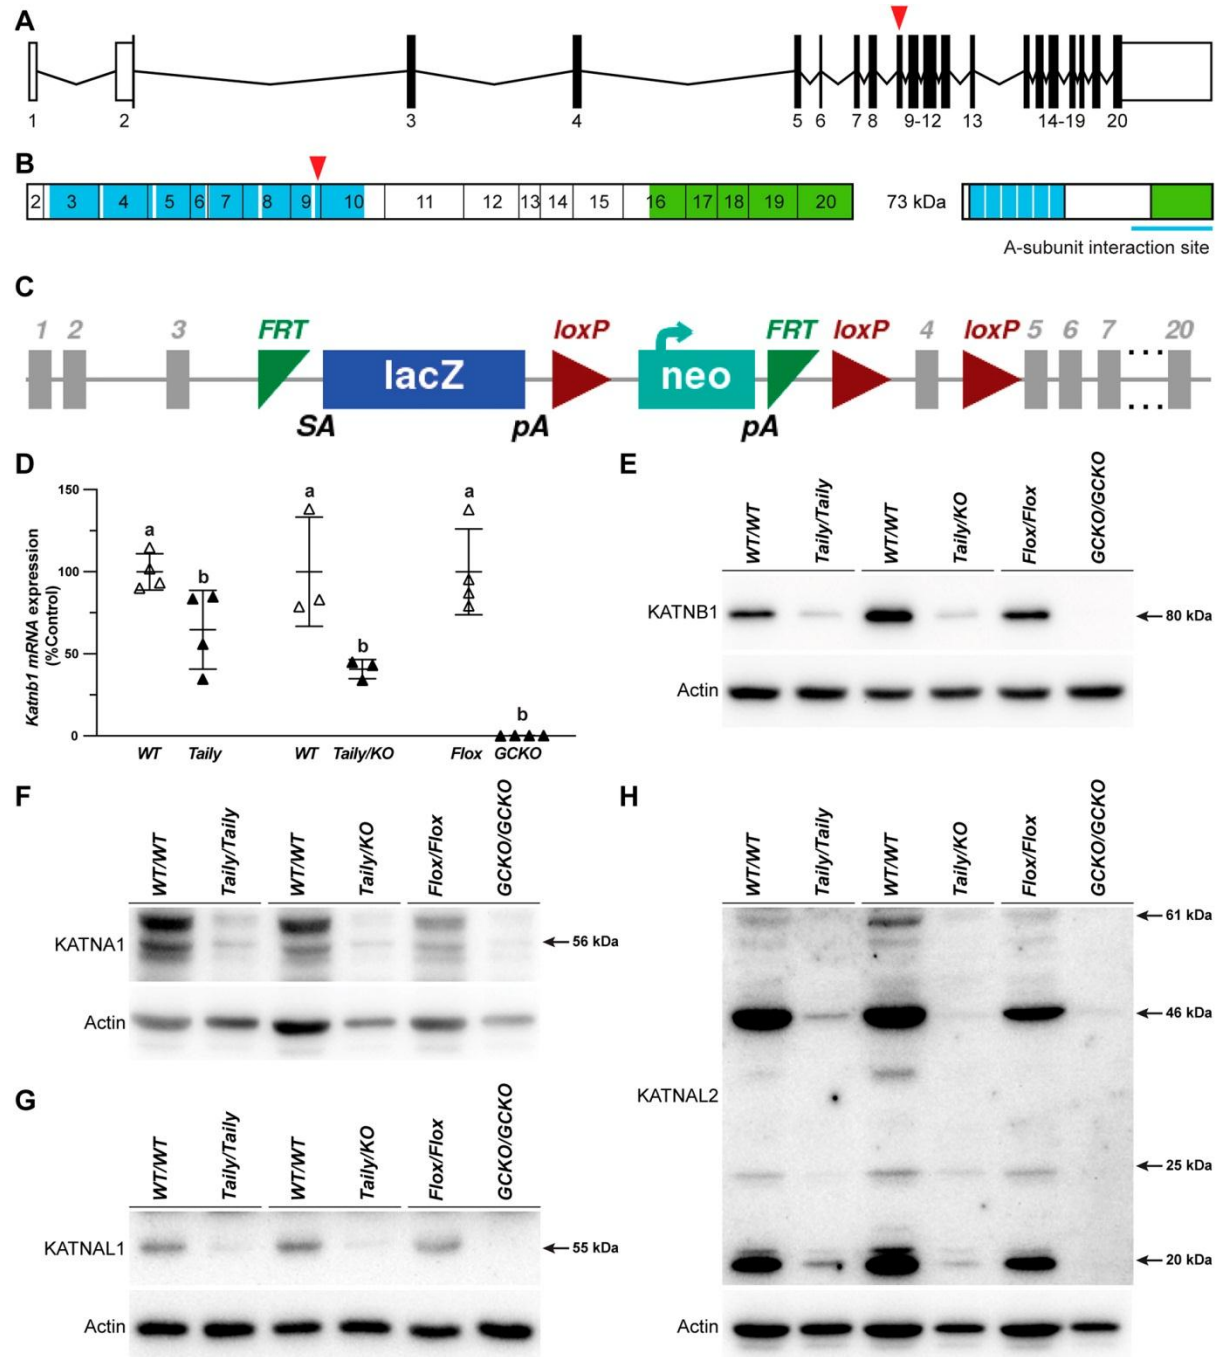 A
1 2 3 4 5 6 7 8 9-12 13 14-19 20
B
2 3 4 5 6 7 8 9 10 11 12 13 14 15 16 17 18 19 20 73 kDa
A-subunit interaction site
C
1 2 3 FRT loxP FRT loxP 4 loxP 5 6 7 20
lacZ neo
SA pA pA
D
Katnb1 mRNA expression
(%Control)
150
100
50
0
a b a b a b
WT Taily WT Taily/KO Flox GCKO
E
WT/WT Taily/Taily WT/WT Taily/KO Flox/Flox GCKO/GCKO
KATNB1 80 kDa
Actin
F
WT/WT Taily/Taily WT/WT Taily/KO Flox/Flox GCKO/GCKO
KATNA1 56 kDa
Actin
G
WT/WT Taily/Taily WT/WT Taily/KO Flox/Flox GCKO/GCKO
KATNAL1 55 kDa
Actin
H
WT/WT Taily/Taily WT/WT Taily/KO Flox/Flox GCKO/GCKO
61 kDa
46 kDa
KATNAL2
25 kDa
20 kDa
Actin